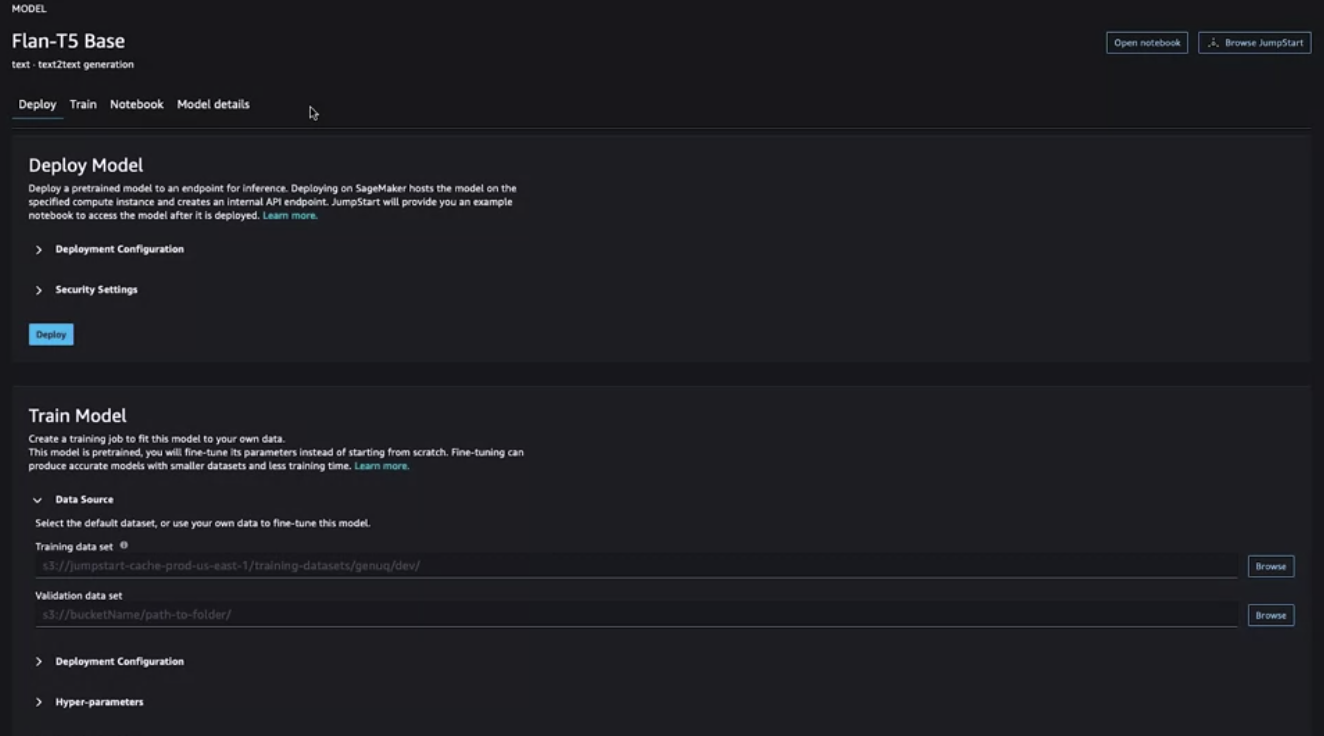 MODEL
Flan-T5 Base
Open notebook
Browse JumpStart
text · text2text generation
Deploy Train Notebook Model details
Deploy Model
Deploy a pretrained model to an endpoint for inference. Deploying on SageMaker hosts the model on the
specified compute instance and creates an internal API endpoint. JumpStart will provide you an example
notebook to access the model after it is deployed. Learn more.
Deployment Configuration
Security Settings
Deploy
Train Model
Create a training job to fit this model to your own data.
This model is pretrained, you will fine-tune its parameters instead of starting from scratch. Fine-tuning can
produce accurate models with smaller datasets and less training time. Learn more.
Data Source
Select the default dataset, or use your own data to fine-tune this model.
Training data set
s3://jumpstart-cache-prod-us-east-1/training-datasets/genuq/dev/
Browse
Validation data set
s3://bucketName/path-to-folder/
Browse
Deployment Configuration
Hyper-parameters